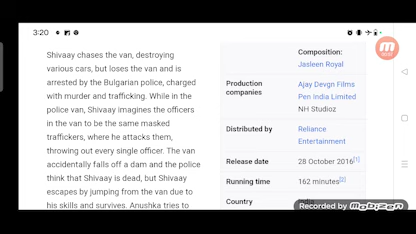 3:20
Shivaay chases the van, destroying
various cars, but loses the van and is
arrested by the Bulgarian police, charged
with murder and trafficking. While in the
police van, Shivaay imagines the officers
in the van to be the same masked
traffickers, where he attacks them,
throwing out every single officer. The van
accidentally falls off a dam and the police
think that Shivaay is dead, but Shivaay
escapes by jumping from the van due to
his skills and survives. Anushka tries to
Composition:
Jasleen Royal
Production
companies
Ajay Devgn Films
Pen India Limited
NH Studioz
Distributed by
Reliance
Entertainment
Release date
28 October 2016[1]
Running time
162 minutes[2]
Country
India
Recorded by Mobizen